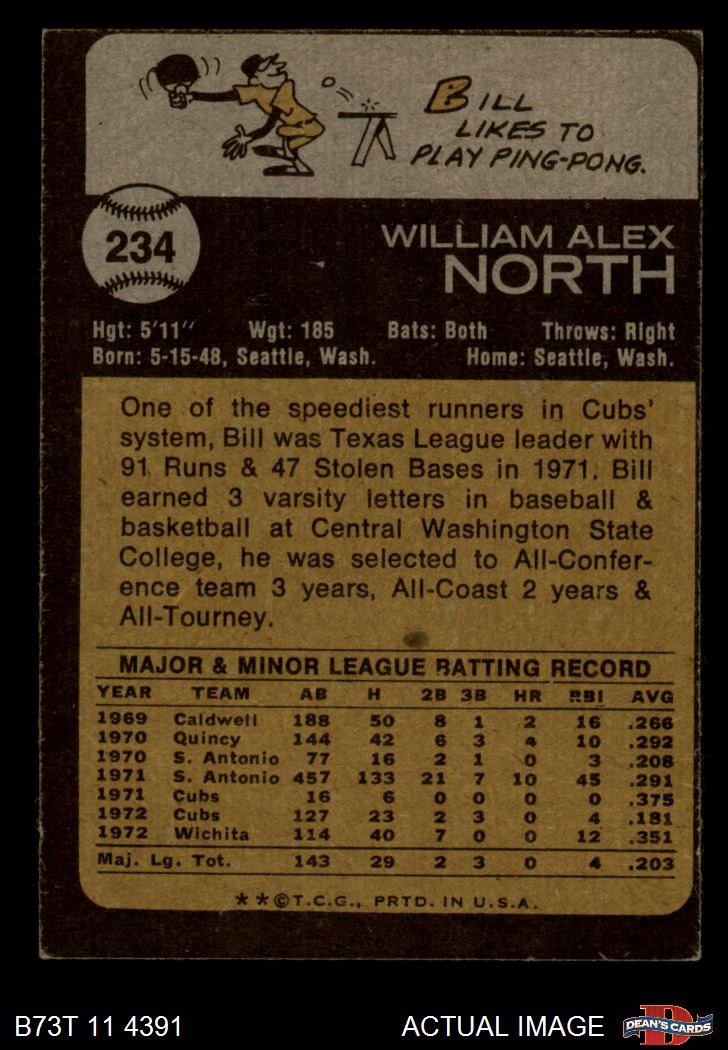 BILL
LIKES TO
PLAY PING-PONG.
234
WILLIAM ALEX
NORTH
Hgt: 5'11" Wgt: 185 Bats: Both Throws: Right
Born: 5-15-48, Seattle, Wash. Home: Seattle, Wash.
One of the speediest runners in Cubs'
system, Bill was Texas League leader with
91 Runs & 47 Stolen Bases in 1971. Bill
earned 3 varsity letters in baseball &
basketball at Central Washington State
College, he was selected to All-Confer-
ence team 3 years, All-Coast 2 years &
All-Tourney.
MAJOR & MINOR LEAGUE BATTING RECORD
YEAR TEAM AB H 2B 3B HR RBI AVG
1969 Caldwell 188 50 8 1 2 16 .266
1970 Quincy 144 42 6 3 4 10 .292
1970 S. Antonio 77 16 2 1 0 3 .208
1971 S. Antonio 457 133 21 7 10 45 .291
1971 Cubs 16 6 0 0 0 0 .375
1972 Cubs 127 23 2 3 0 4 .181
1972 Wichita 114 40 7 0 0 12 .351
Maj. Lg. Tot. 143 29 2 3 0 4 .203
**©T.C.G., PRTD. IN U.S.A.
B73T 11 4391 ACTUAL IMAGE
D
DEAN'S CARDS